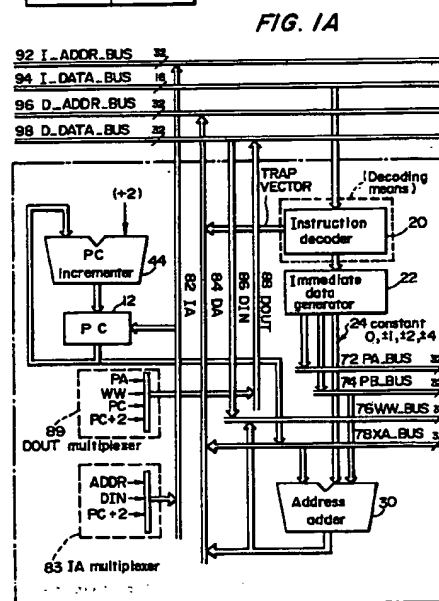 FIG. 1A
92 I_ADDR_BUS 32
94 I_DATA_BUS 16
96 D_ADDR_BUS 32
98 D_DATA_BUS 32
TRAP
VECTOR
(Decoding
means)
(+2)
Instruction
decoder
20
PC
incrementer
44
82 IA
84 DA
86 DIN
88 DOUT
Immediate
data
generator
22
12
PC
24 constant
0,±1,±2,±4
72 PA_BUS
74 PB_BUS
76 WW_BUS
78 XA_BUS
PA
WW
PC
PC+2
89
DOUT multiplexer
ADDR
DIN
PC+2
83 IA multiplexer
Address
adder
30